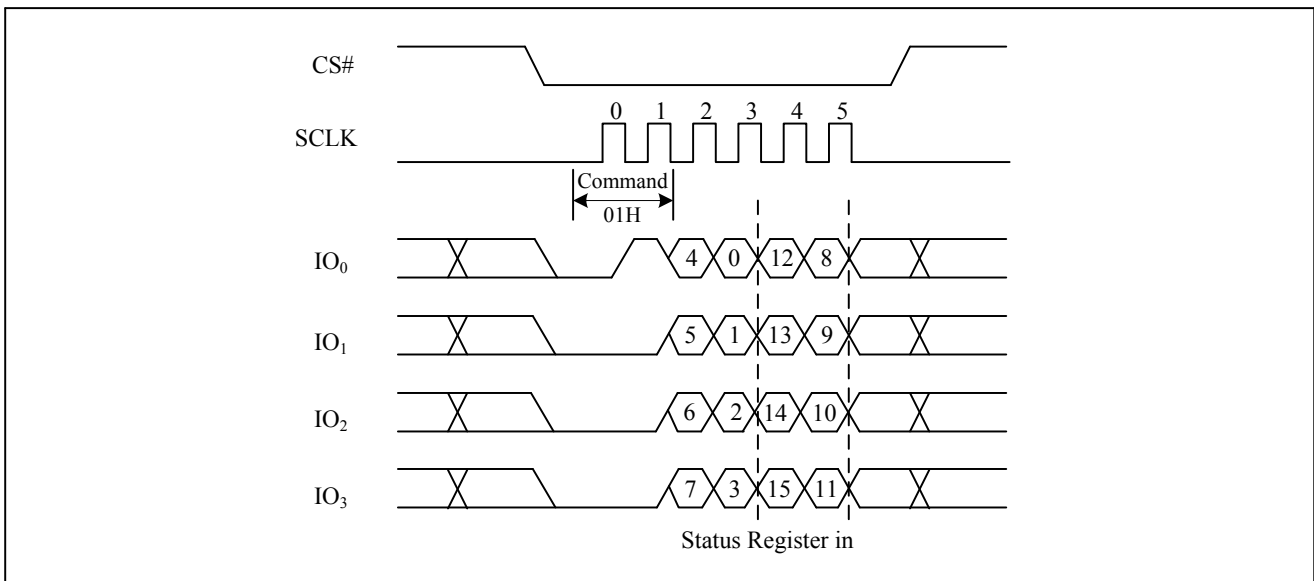 CS#
0 1 2 3 4 5
SCLK
Command
01H
IO0 4 0 12 8
IO1 5 1 13 9
IO2 6 2 14 10
IO3 7 3 15 11
Status Register in